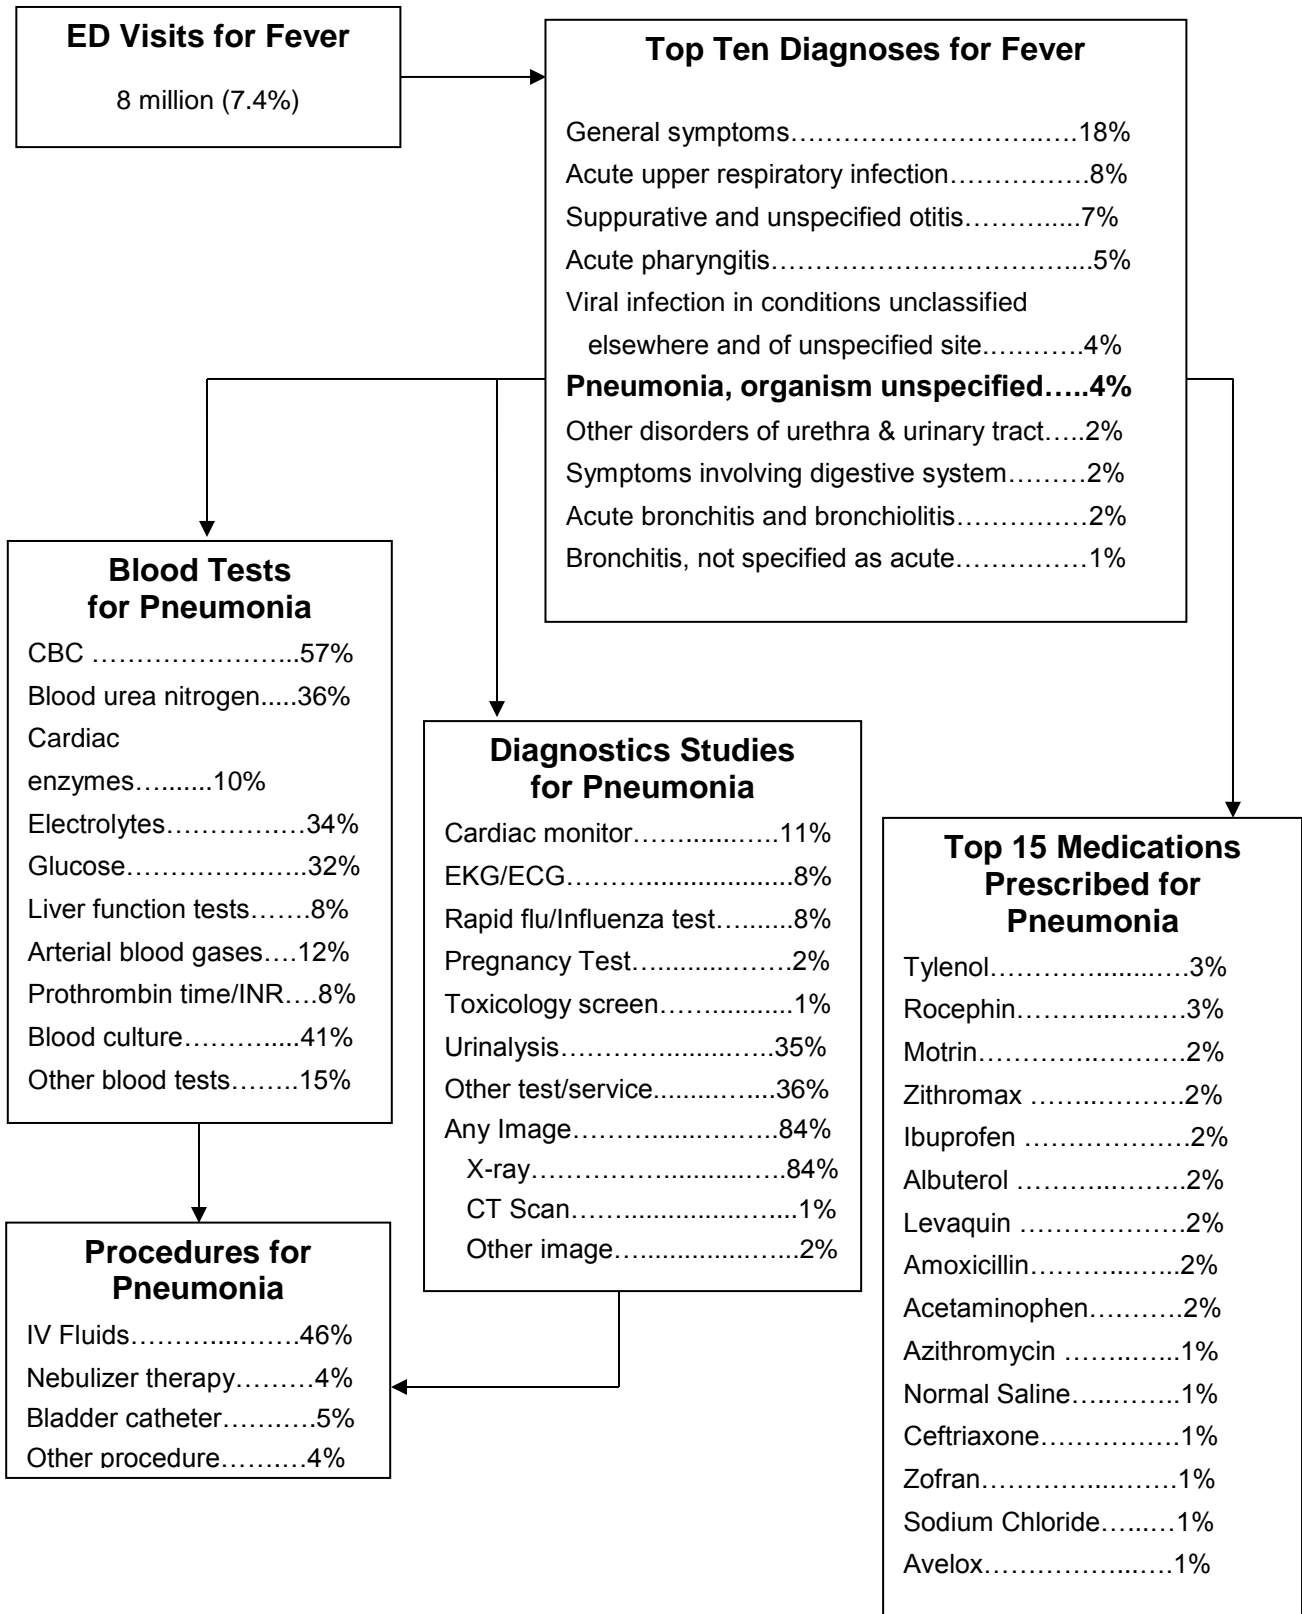 ED Visits for Fever
8 million (7.4%)
Top Ten Diagnoses for Fever
General symptoms……………………….…..….18%
Acute upper respiratory infection…………….8%
Suppurative and unspecified otitis……….....7%
Acute pharyngitis……………………………....5%
Viral infection in conditions unclassified
elsewhere and of unspecified site….…….4%
Pneumonia, organism unspecified…..4%
Other disorders of urethra & urinary tract…..2%
Symptoms involving digestive system………2%
Acute bronchitis and bronchiolitis……………2%
Bronchitis, not specified as acute……………1%
Blood Tests
for Pneumonia
CBC …………………..57%
Blood urea nitrogen.....36%
Cardiac
enzymes….......10%
Electrolytes……………34%
Glucose………………..32%
Liver function tests…….8%
Arterial blood gases….12%
Prothrombin time/INR….8%
Blood culture………......41%
Other blood tests……..15%
Procedures for
Pneumonia
IV Fluids………....…….46%
Nebulizer therapy………4%
Bladder catheter…….….5%
Other procedure…….…4%
Diagnostics Studies
for Pneumonia
Cardiac monitor……........…..11%
EKG/ECG………....................8%
Rapid flu/Influenza test….......8%
Pregnancy Test….........…….2%
Toxicology screen……...........1%
Urinalysis…………..........…..35%
Other test/service........…....36%
Any Image……….......……...84%
X-ray…………..........……..84%
CT Scan……................…...1%
Other image…............…...2%
Top 15 Medications
Prescribed for
Pneumonia
Tylenol…………........….3%
Rocephin………..……..3%
Motrin…………..………2%
Zithromax ……..……….2%
Ibuprofen ………………2%
Albuterol ………..……..2%
Levaquin ………………2%
Amoxicillin………..…...2%
Acetaminophen……….2%
Azithromycin ……..…...1%
Normal Saline…..……..1%
Ceftriaxone…………….1%
Zofran…………....…….1%
Sodium Chloride…...…1%
Avelox……………...….1%